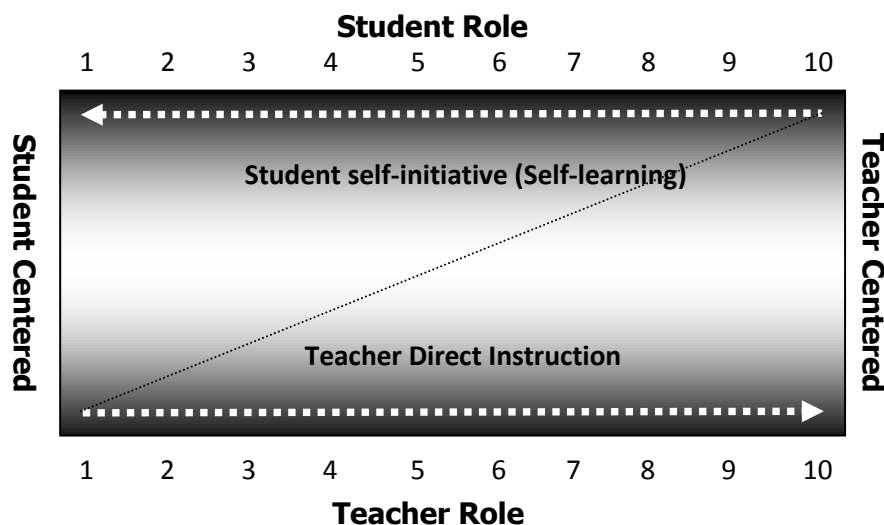 Student Role
1 2 3 4 5 6 7 8 9 10
Student Centered
Student self-initiative (Self-learning)
Teacher Direct Instruction
Teacher Centered
1 2 3 4 5 6 7 8 9 10
Teacher Role